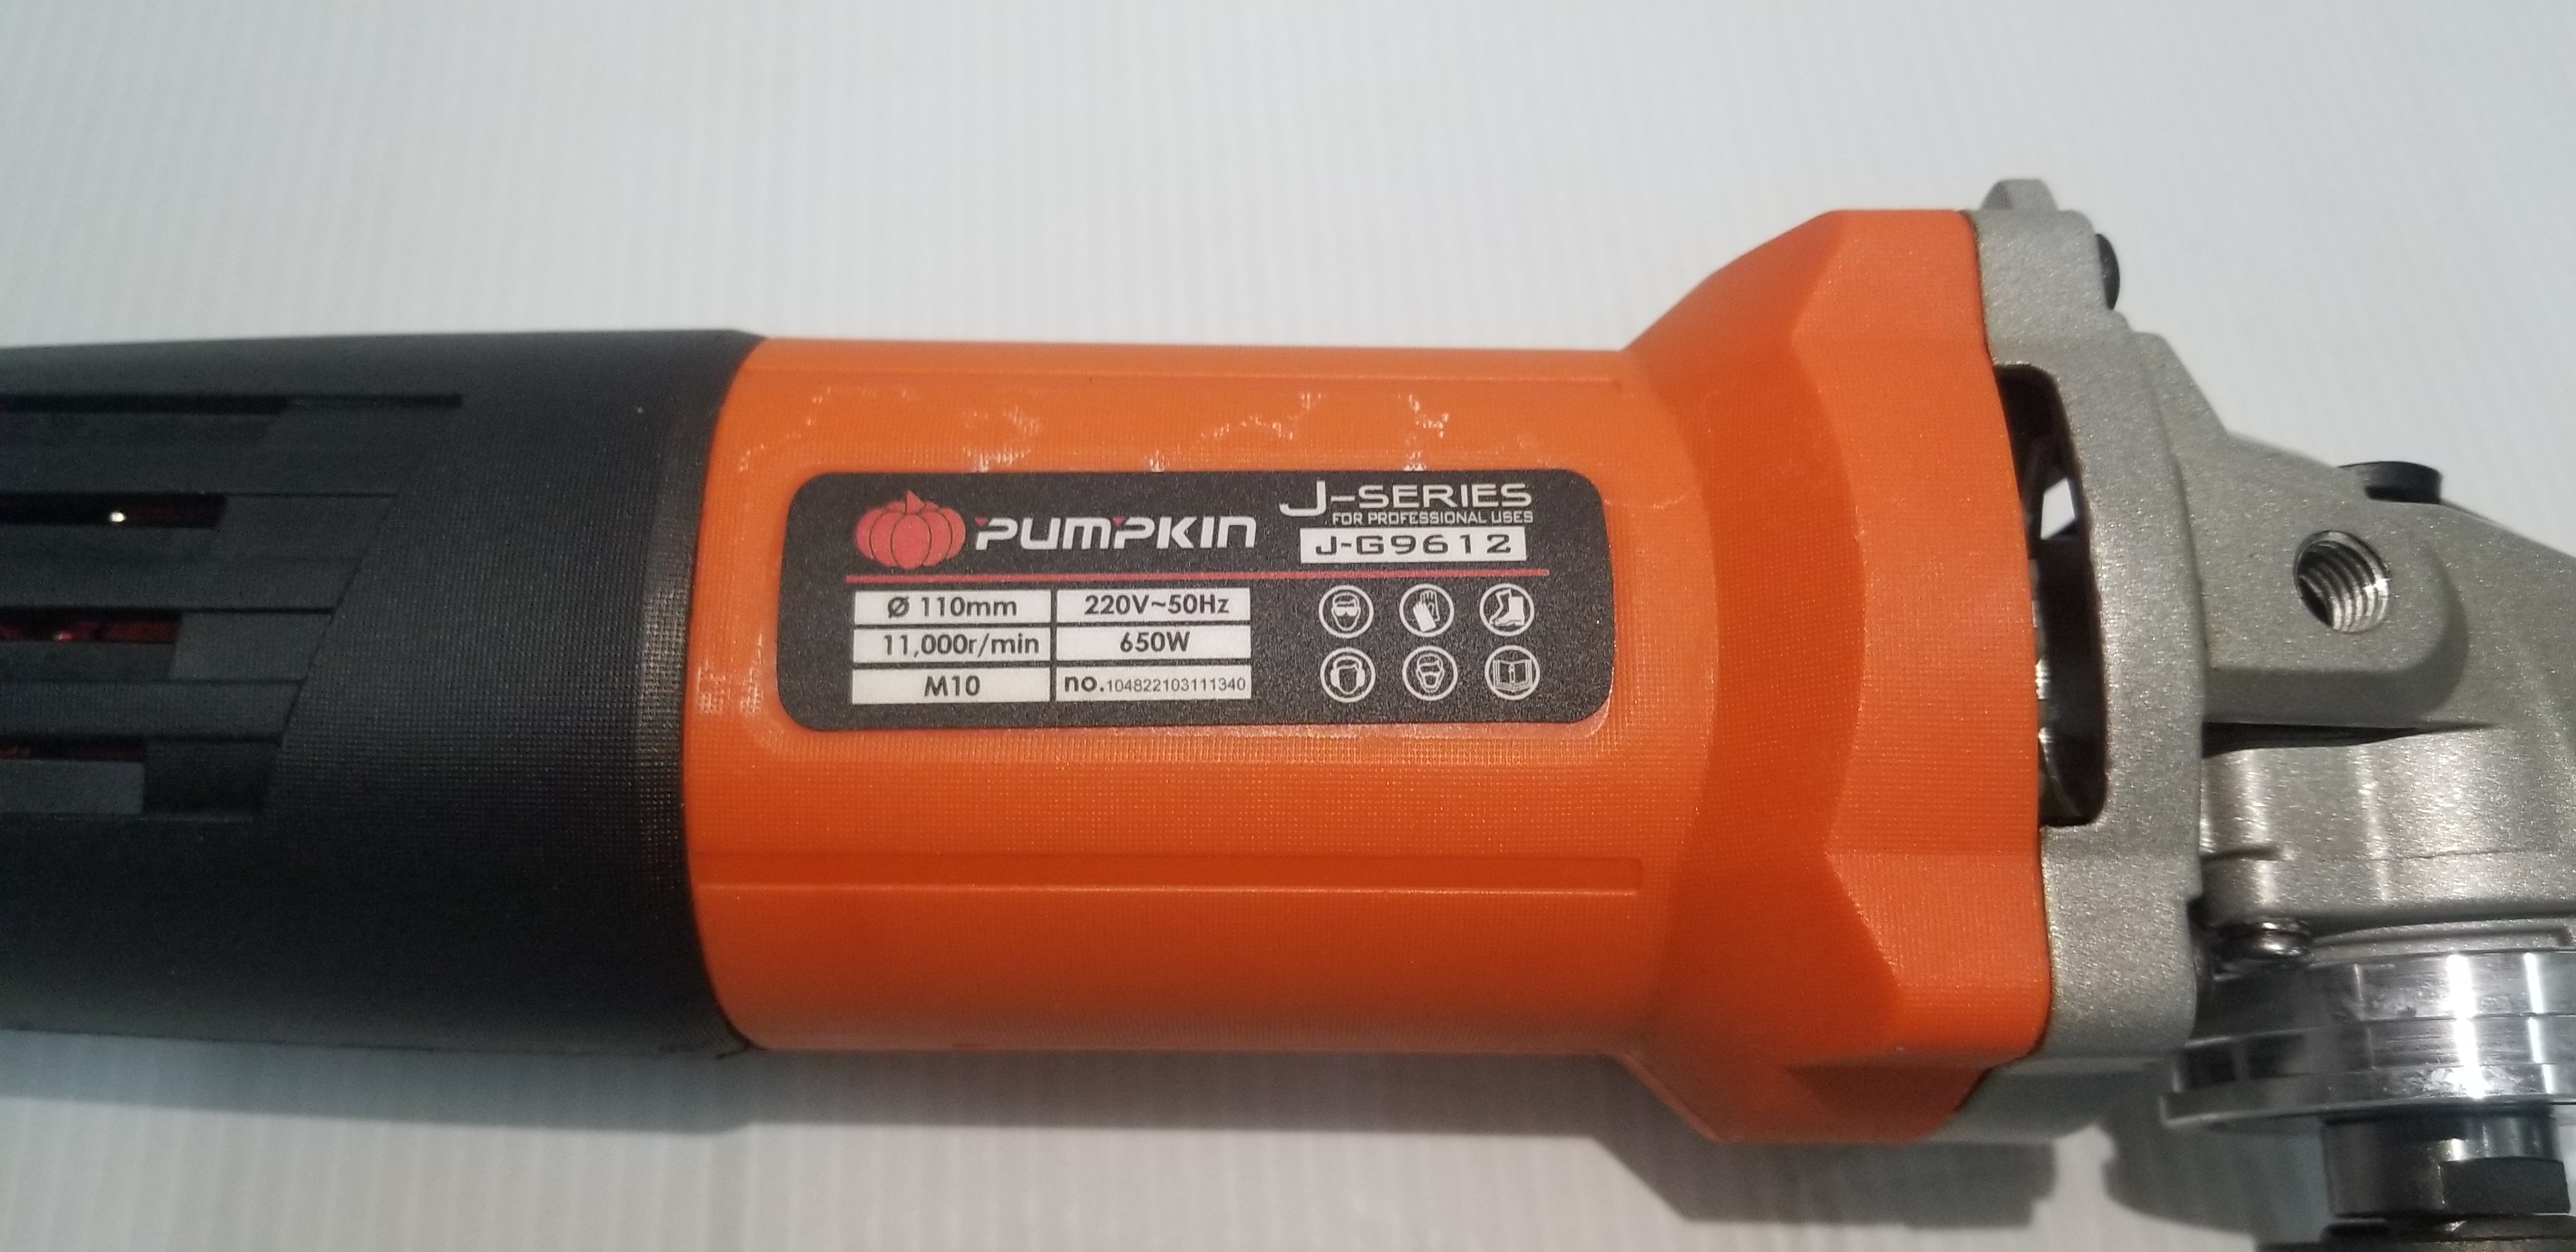 PUMPKIN
J-SERIES
FOR PROFESSIONAL USES
J-G9612
Ø 110mm
220V~50Hz
11,000r/min
650W
M10
no.104822103111340